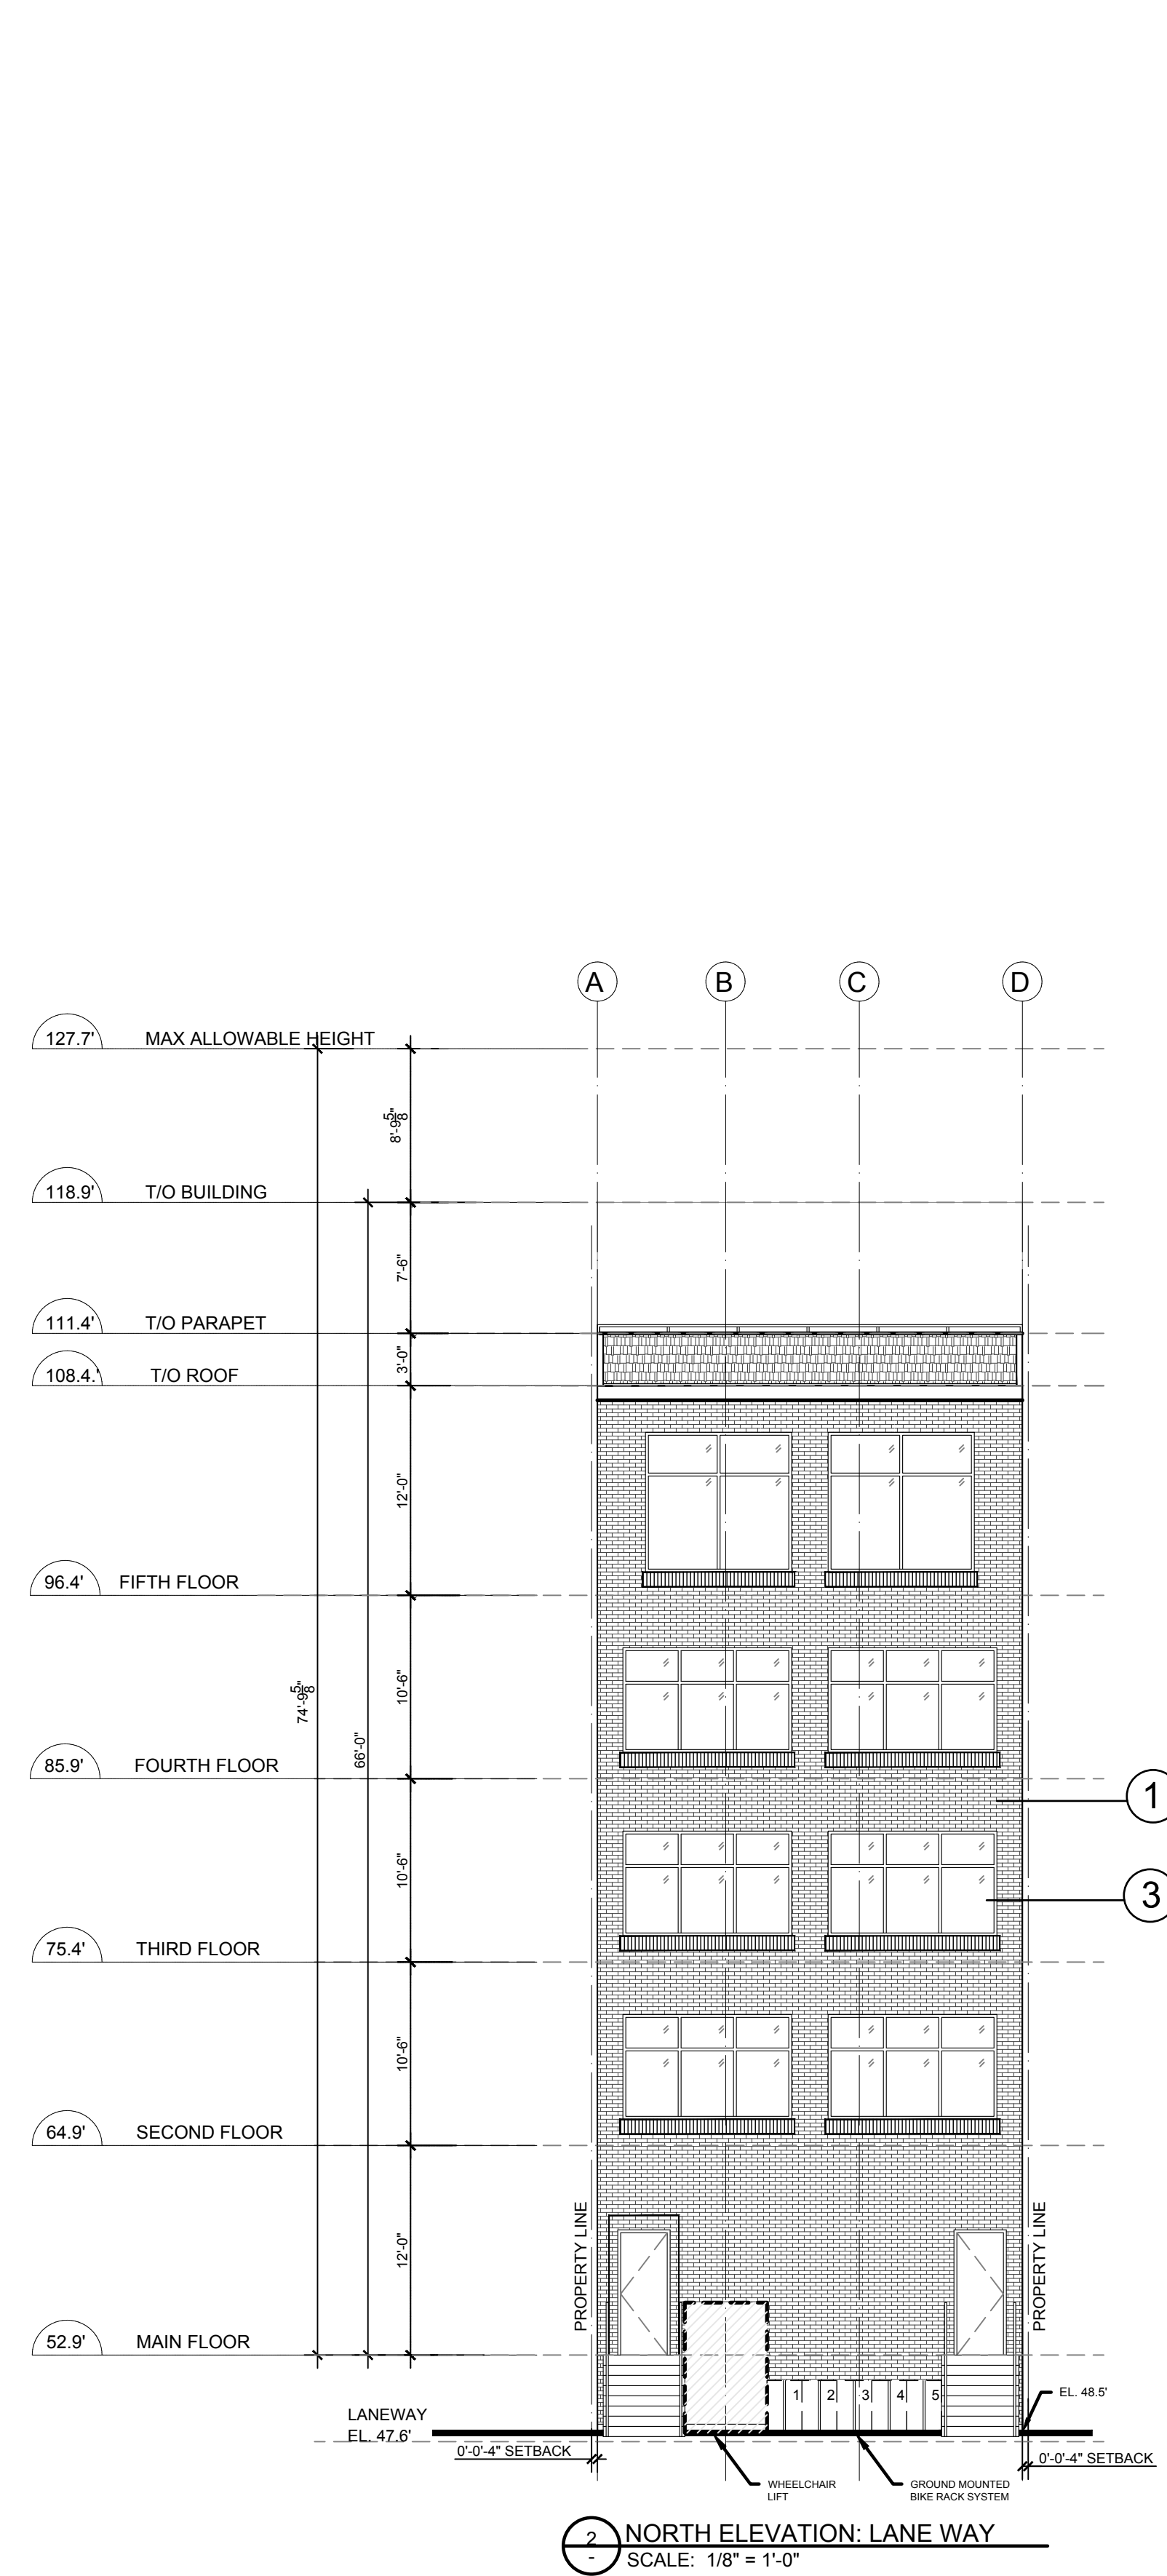 A B C D
127.7' MAX ALLOWABLE HEIGHT
8'-9 5/8"
118.9' T/O BUILDING
7'-6"
111.4' T/O PARAPET
3'-0"
108.4.' T/O ROOF
12'-0"
96.4' FIFTH FLOOR
10'-6"
74'-9 5/8"
66'-0"
85.9' FOURTH FLOOR
1
10'-6"
3
75.4' THIRD FLOOR
10'-6"
64.9' SECOND FLOOR
12'-0"
PROPERTY LINE
PROPERTY LINE
52.9' MAIN FLOOR
1 2 3 4 5
EL. 48.5'
LANEWAY
EL. 47.6'
0'-0'-4" SETBACK
0'-0'-4" SETBACK
WHEELCHAIR
LIFT
GROUND MOUNTED
BIKE RACK SYSTEM
2
-
NORTH ELEVATION: LANE WAY
SCALE: 1/8" = 1'-0"